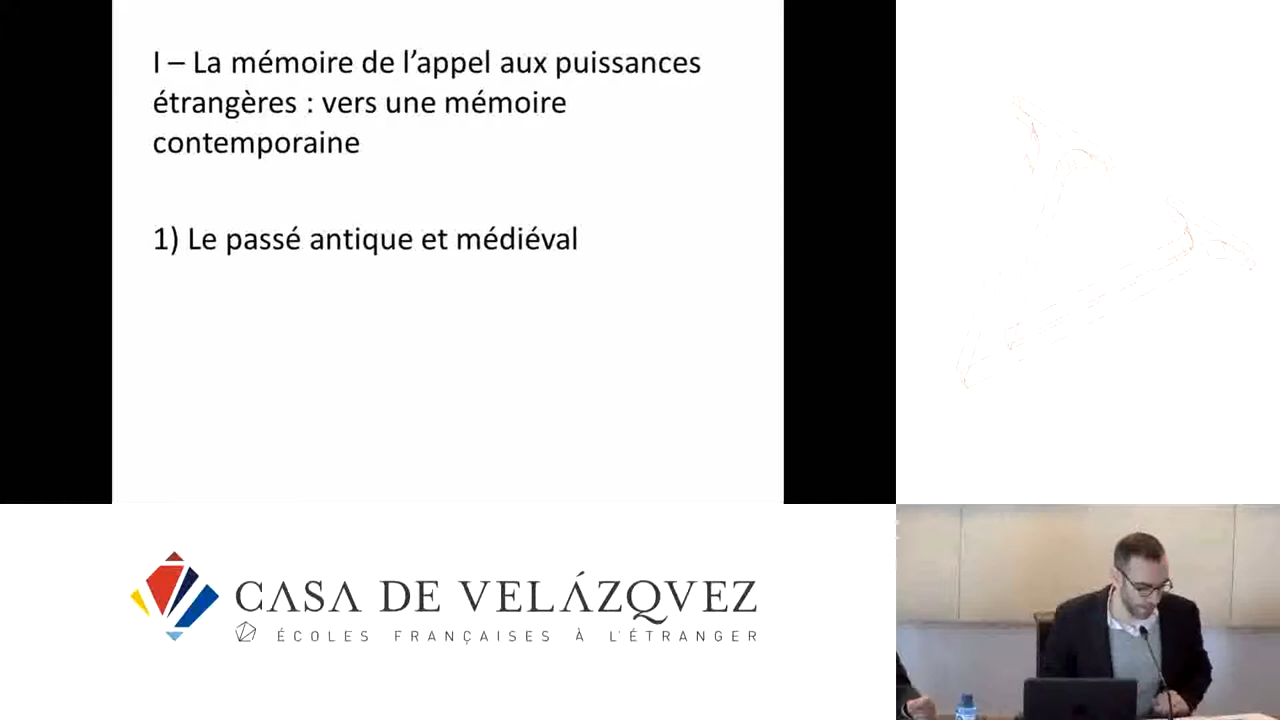 I – La mémoire de l’appel aux puissances
étrangères : vers une mémoire
contemporaine
1) Le passé antique et médiéval
CASA DE VELÁZQVEZ
ÉCOLES FRANÇAISES À L'ÉTRANGER